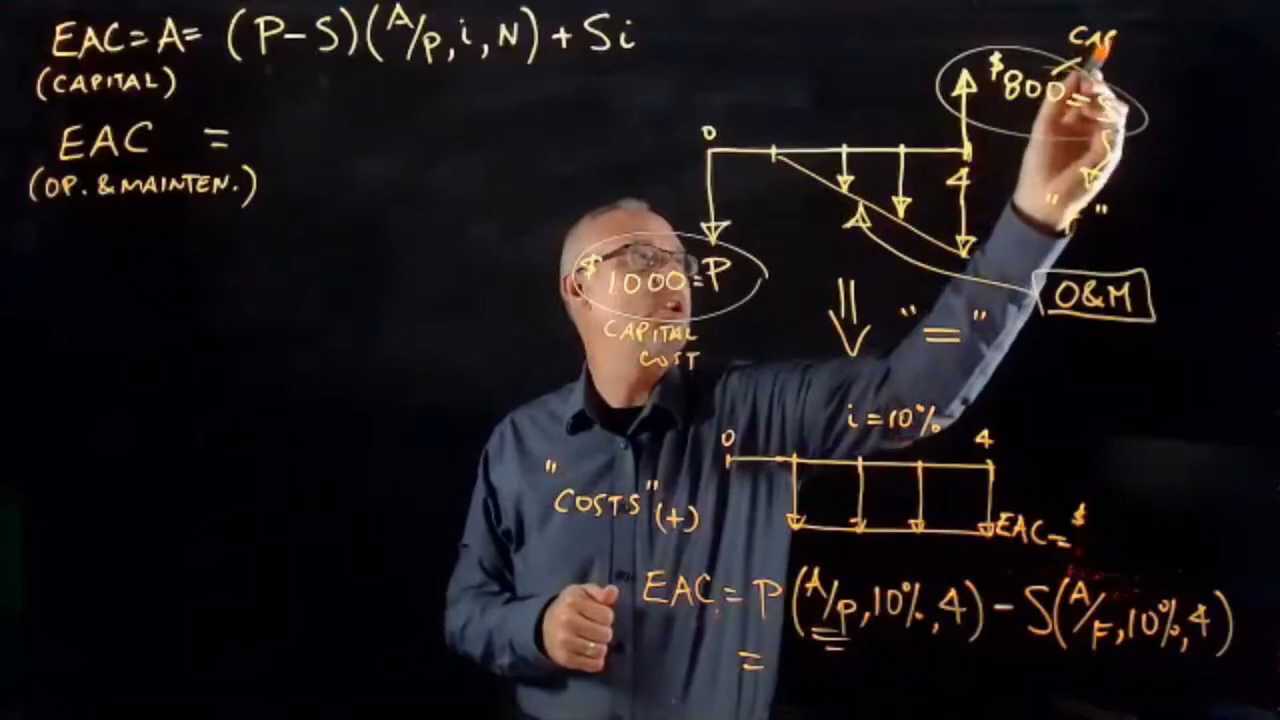 EAC = A = (P-S)(A/P, i, N) + Si
(CAPITAL)
EAC =
(OP. & MAINTEN.)
CAP
$800 = S
0
4
"F"
$1000 = P
CAPITAL
COST
O&M
"="
i = 10%
0
4
"COSTS" (+)
EAC = $
EAC = P(A/P, 10%, 4) - S(A/F, 10%, 4)
=